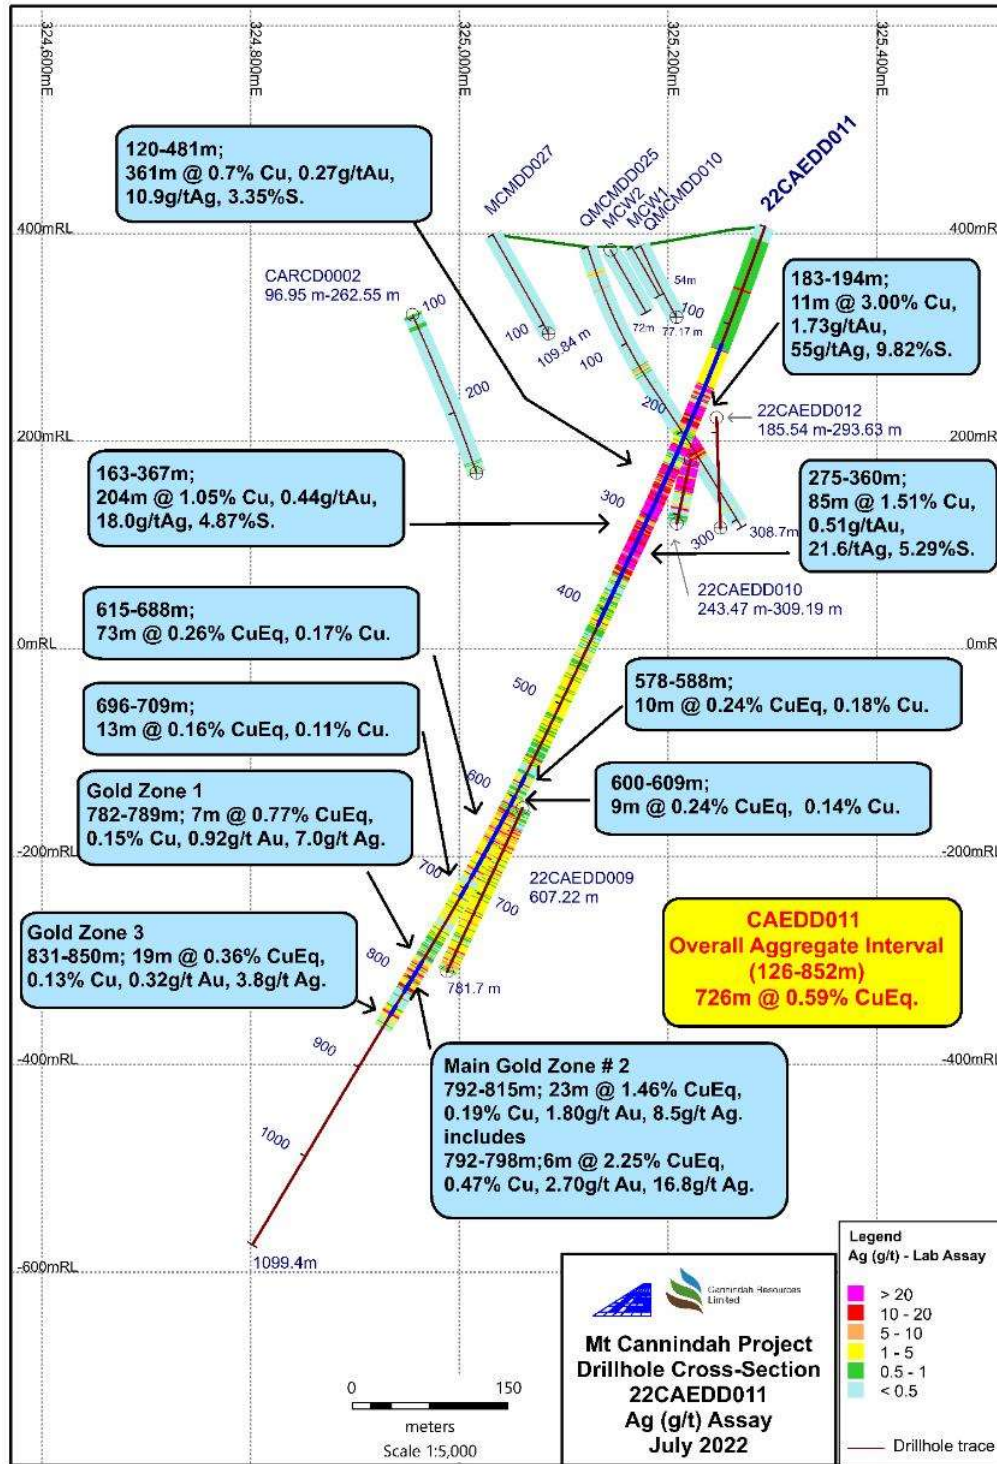 324,600mE
324,800mE
325,000mE
325,200mE
325,400mE
120-481m;
361m @ 0.7% Cu, 0.27g/tAu,
10.9g/tAg, 3.35%S.
MCMDD027
QMCMDD025
MCW2
MCW1
QMCMDD010
22CAEDD011
400mRL
400mRL
CARCD0002
96.95 m-262.55 m
100
200
100
109.84 m
100
200
72m
54m
100
77.17 m
183-194m;
11m @ 3.00% Cu,
1.73g/tAu,
55g/tAg, 9.82%S.
22CAEDD012
185.54 m-293.63 m
200mRL
200mRL
163-367m;
204m @ 1.05% Cu, 0.44g/tAu,
18.0g/tAg, 4.87%S.
300
300
308.7m
275-360m;
85m @ 1.51% Cu,
0.51g/tAu,
21.6/tAg, 5.29%S.
22CAEDD010
243.47 m-309.19 m
400
615-688m;
73m @ 0.26% CuEq, 0.17% Cu.
0mRL
0mRL
578-588m;
10m @ 0.24% CuEq, 0.18% Cu.
500
696-709m;
13m @ 0.16% CuEq, 0.11% Cu.
600
600-609m;
9m @ 0.24% CuEq, 0.14% Cu.
Gold Zone 1
782-789m; 7m @ 0.77% CuEq,
0.15% Cu, 0.92g/t Au, 7.0g/t Ag.
-200mRL
-200mRL
700
700
22CAEDD009
607.22 m
CAEDD011
Overall Aggregate Interval
(126-852m)
726m @ 0.59% CuEq.
Gold Zone 3
831-850m; 19m @ 0.36% CuEq,
0.13% Cu, 0.32g/t Au, 3.8g/t Ag.
800
781.7 m
900
-400mRL
-400mRL
Main Gold Zone # 2
792-815m; 23m @ 1.46% CuEq,
0.19% Cu, 1.80g/t Au, 8.5g/t Ag.
includes
792-798m;6m @ 2.25% CuEq,
0.47% Cu, 2.70g/t Au, 16.8g/t Ag.
1000
1099.4m
-600mRL
Legend
Ag (g/t) - Lab Assay
> 20
10 - 20
5 - 10
1 - 5
0.5 - 1
< 0.5
Drillhole trace
Cannindah Resources
Limited
Mt Cannindah Project
Drillhole Cross-Section
22CAEDD011
Ag (g/t) Assay
July 2022
0
150
meters
Scale 1:5,000